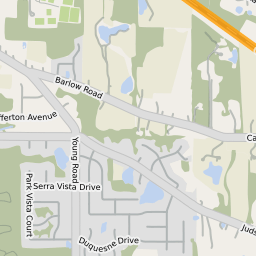 Barlow Road
fferton Avenue
Ca
Young Road
Serra Vista Drive
Park Vista Court
Juds
Duquesne Drive